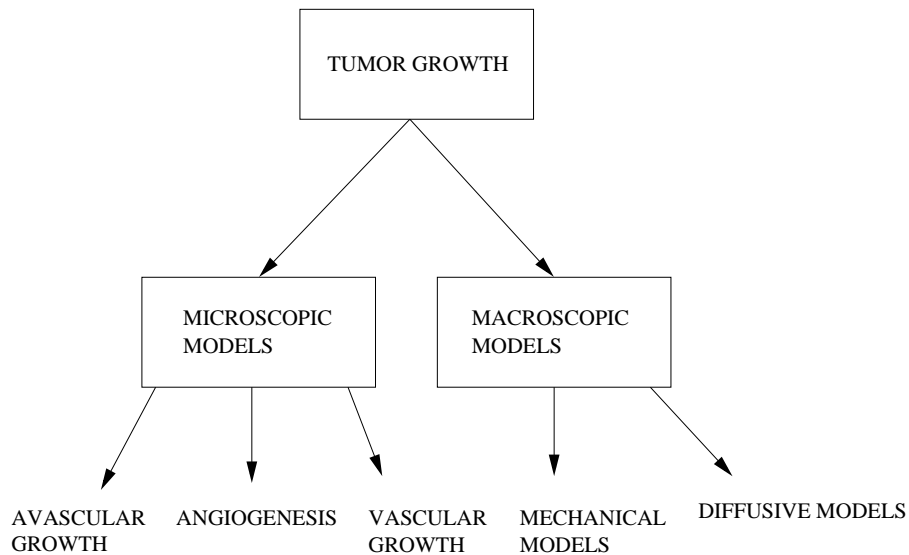 TUMOR GROWTH
MICROSCOPIC
MODELS
MACROSCOPIC
MODELS
AVASCULAR
GROWTH
ANGIOGENESIS
VASCULAR
GROWTH
MECHANICAL
MODELS
DIFFUSIVE MODELS